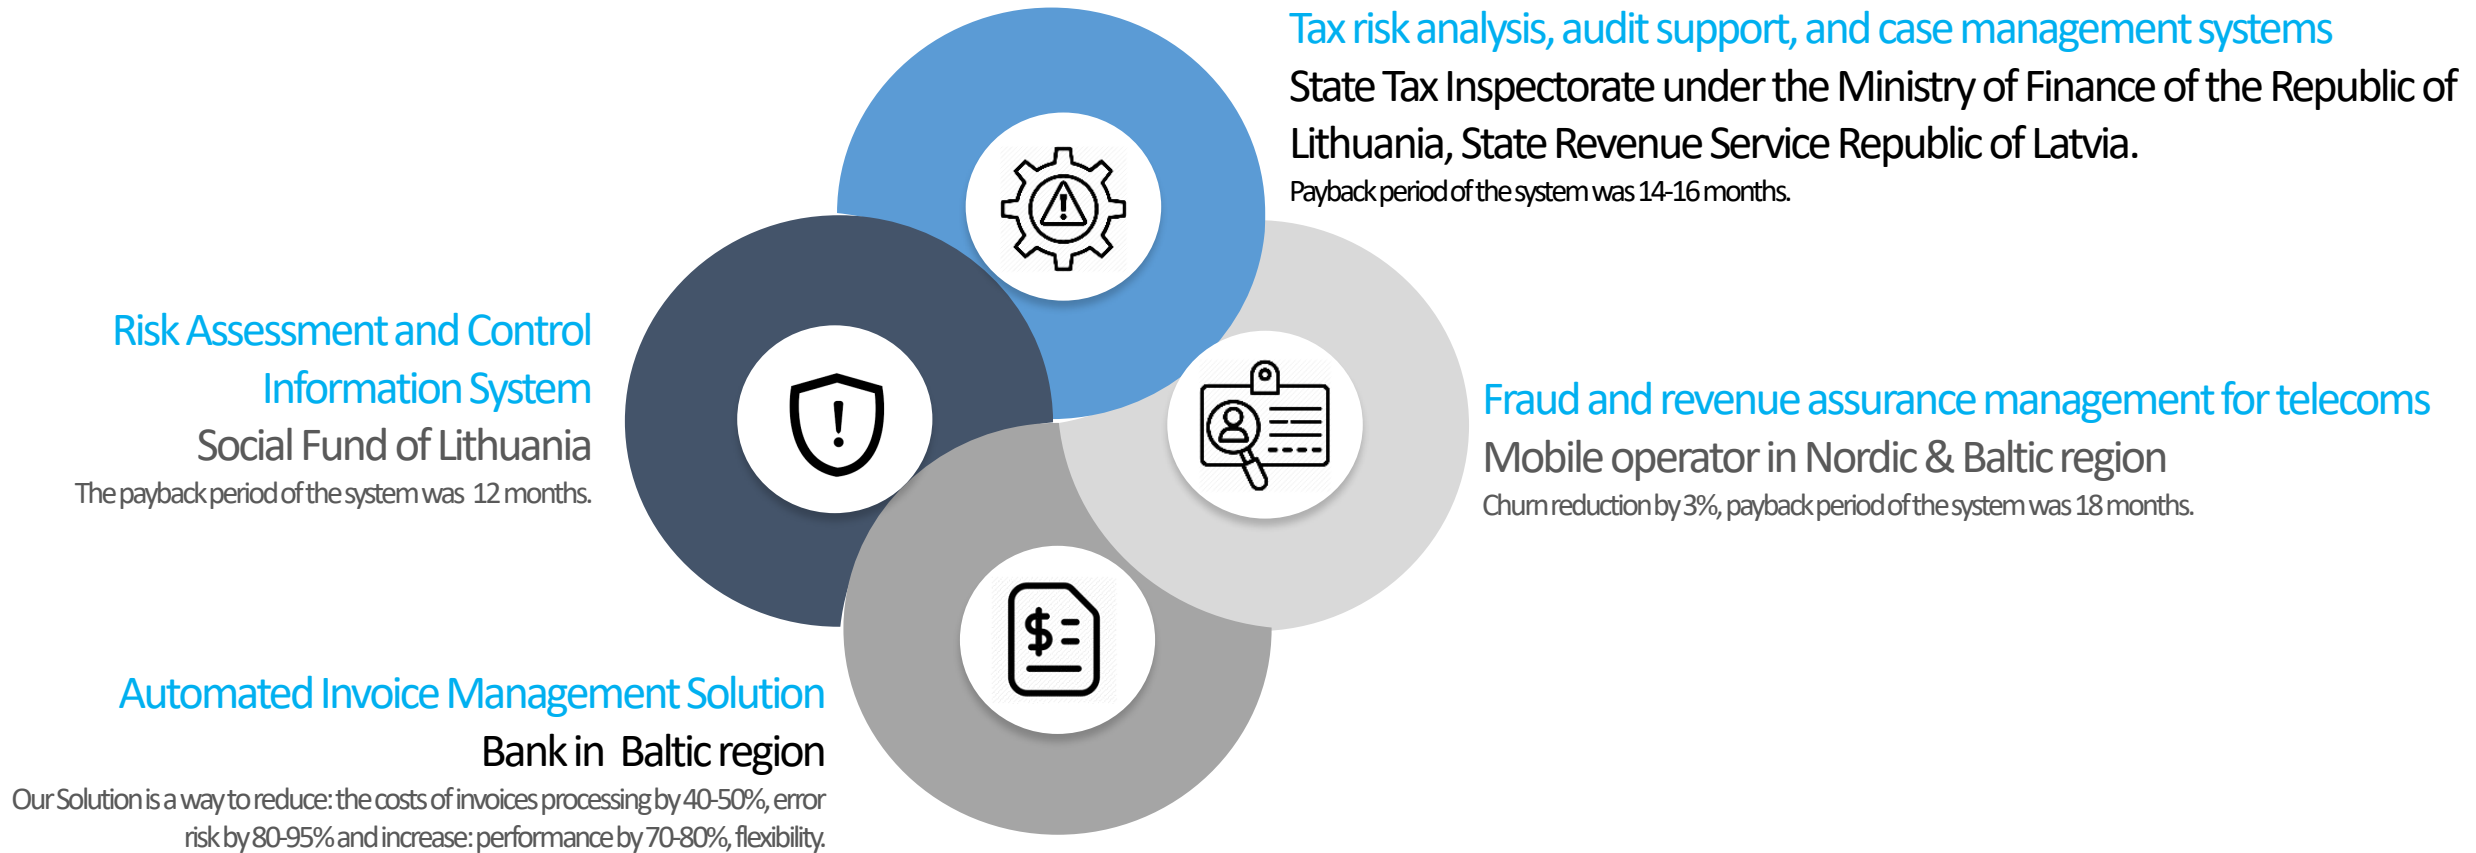 Tax risk analysis, audit support, and case management systems
State Tax Inspectorate under the Ministry of Finance of the Republic of
Lithuania, State Revenue Service Republic of Latvia.
Payback period of the system was 14-16 months.
Risk Assessment and Control
Information System
Social Fund of Lithuania
The payback period of the system was 12 months.
Fraud and revenue assurance management for telecoms
Mobile operator in Nordic & Baltic region
Churn reduction by 3%, payback period of the system was 18 months.
Automated Invoice Management Solution
Bank in Baltic region
Our Solution is a way to reduce: the costs of invoices processing by 40-50%, error
risk by 80-95% and increase: performance by 70-80%, flexibility.